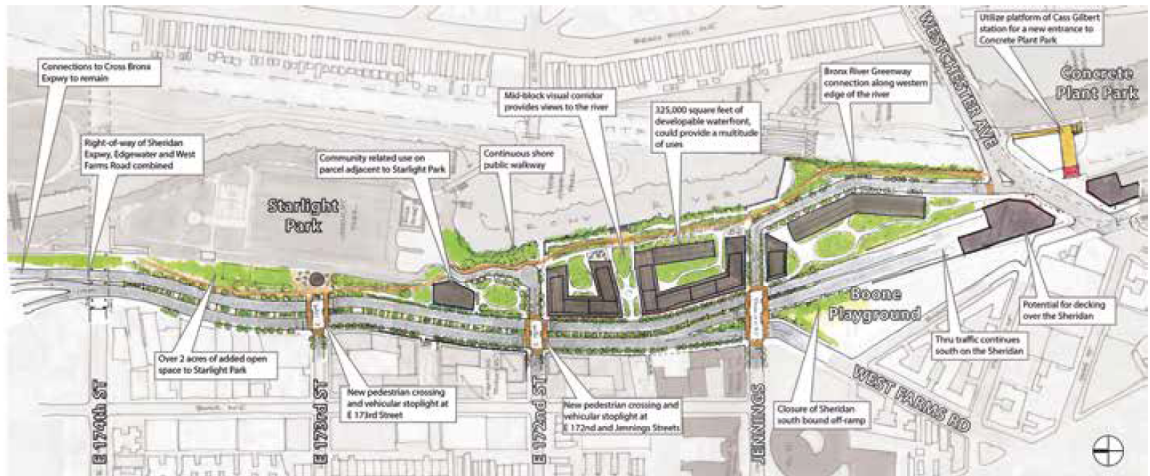 Utilize platform of Cass Gilbert
station for a new entrance to
Concrete Plant Park
Connections to Cross Bronx
Expwy to remain
Bronx River Greenway
connection along western
edge of the river
WESTCHESTER AVE
Concrete
Plant Park
Mid-block visual corridor
provides views to the river
325,000 square feet of
developable waterfront,
could provide a multitude
of uses
Right-of-way of Sheridan
Expwy, Edgewater and West
Farms Road combined
Community related use on
parcel adjacent to Starlight Park
Continuous shore
public walkway
Starlight
Park
Boone
Playground
Potential for decking
over the Sheridan
Thru traffic continues
south on the Sheridan
Over 2 acres of added open
space to Starlight Park
New pedestrian crossing
and vehicular stoplight at
E 173rd Street
New pedestrian crossing and
vehicular stoplight at
E 172nd and Jennings Streets
Closure of Sheridan
south bound off-ramp
WEST FARMS RD
E 174th ST
E 173rd ST
E 172nd ST
JENNINGS